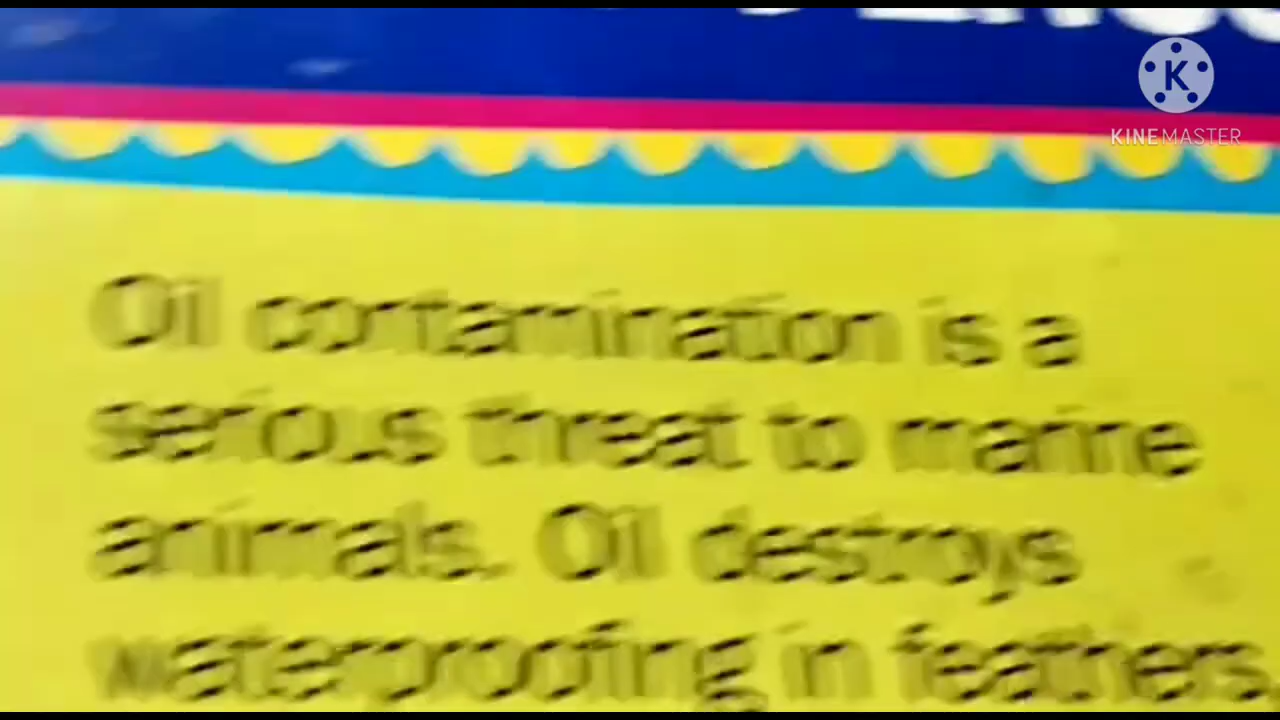 KINEMASTER
Oil contamination is a
serious threat to marine
animals. Oil destroys
waterproofing in feathers,